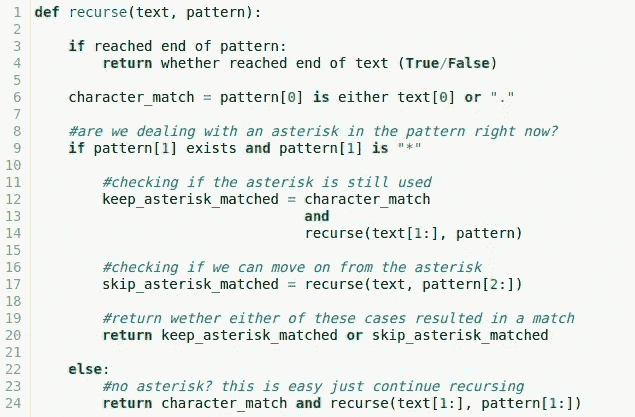 1 def recurse(text, pattern):
2
3 if reached end of pattern:
4 return whether reached end of text (True/False)
5
6 character_match = pattern[0] is either text[0] or "."
7
8 #are we dealing with an asterisk in the pattern right now?
9 if pattern[1] exists and pattern[1] is "*"
10
11 #checking if the asterisk is still used
12 keep_asterisk_matched = character_match
13 and
14 recurse(text[1:], pattern)
15
16 #checking if we can move on from the asterisk
17 skip_asterisk_matched = recurse(text, pattern[2:])
18
19 #return wether either of these cases resulted in a match
20 return keep_asterisk_matched or skip_asterisk_matched
21
22 else:
23 #no asterisk? this is easy just continue recursing
24 return character_match and recurse(text[1:], pattern[1:])